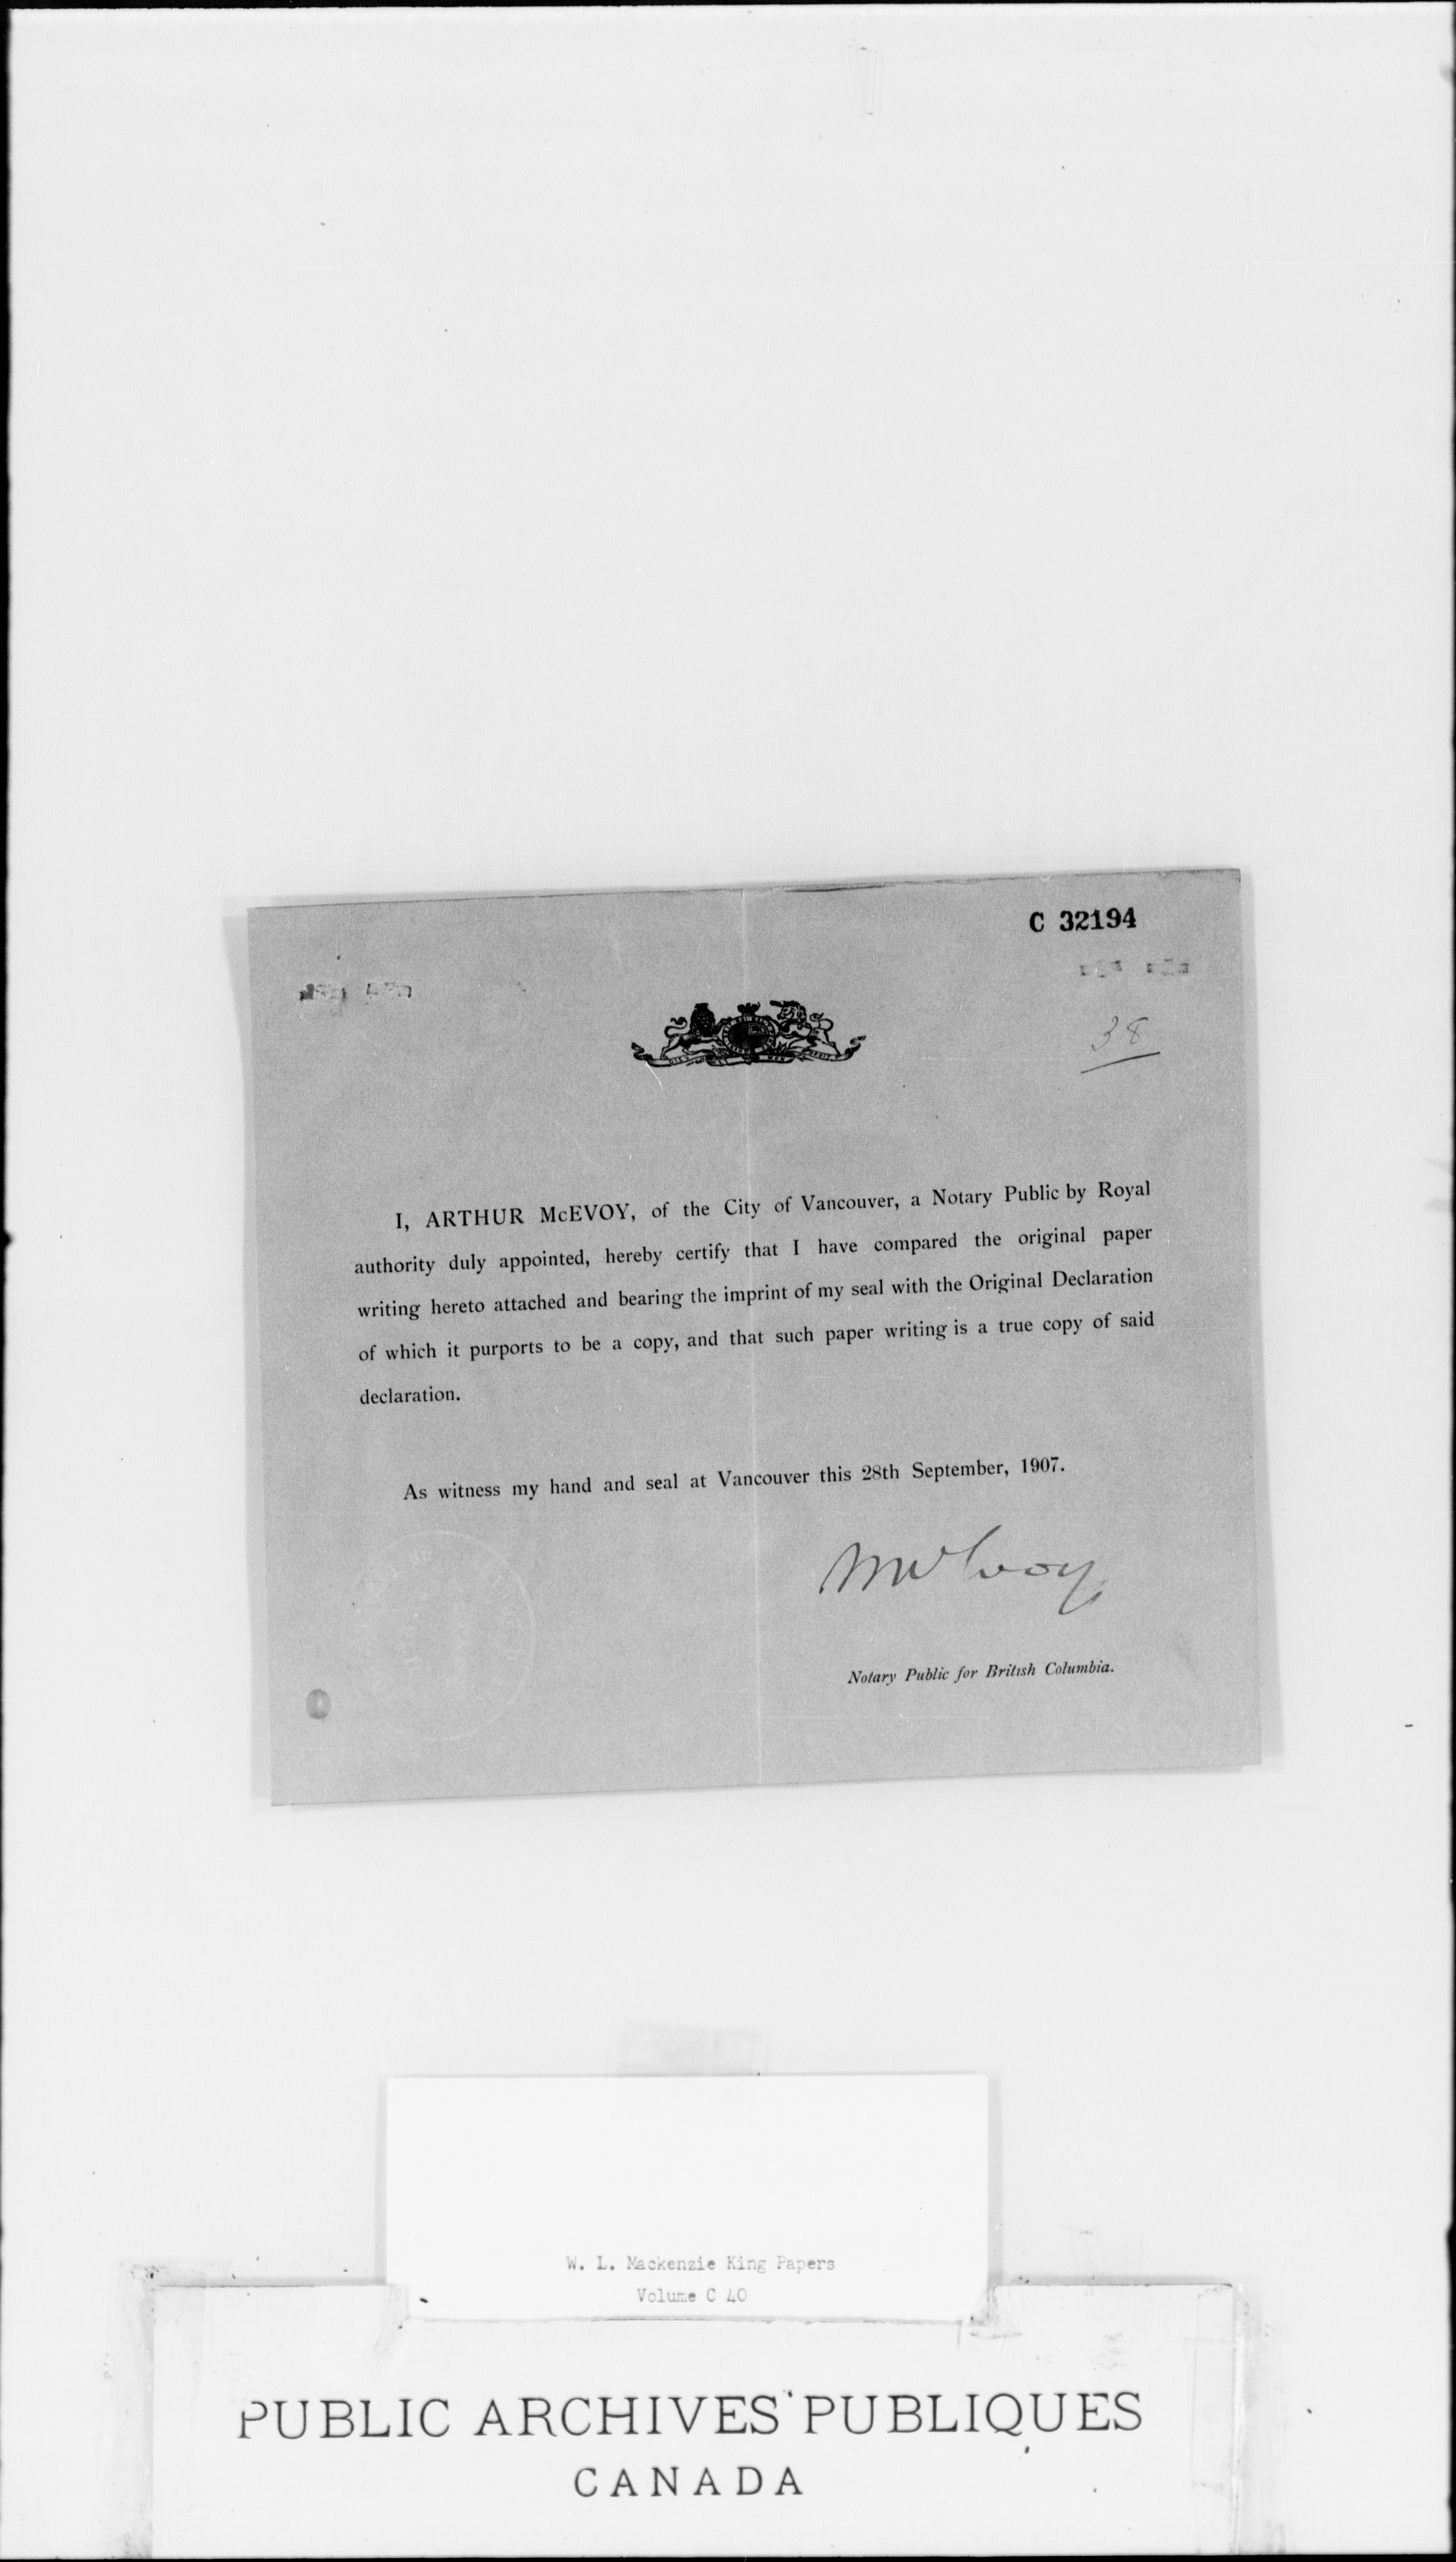 C 32194
38
I, ARTHUR McEVOY, of the City of Vancouver, a Notary Public by Royal
authority duly appointed, hereby certify that I have compared the original paper
writing hereto attached and bearing the imprint of my seal with the Original Declaration
of which it purports to be a copy, and that such paper writing is a true copy of said
declaration.
As witness my hand and seal at Vancouver this 28th September, 1907.
McEvoy
Notary Public for British Columbia.
W. L. Mackenzie King Papers
Volume C 40
PUBLIC ARCHIVES PUBLIQUES
CANADA